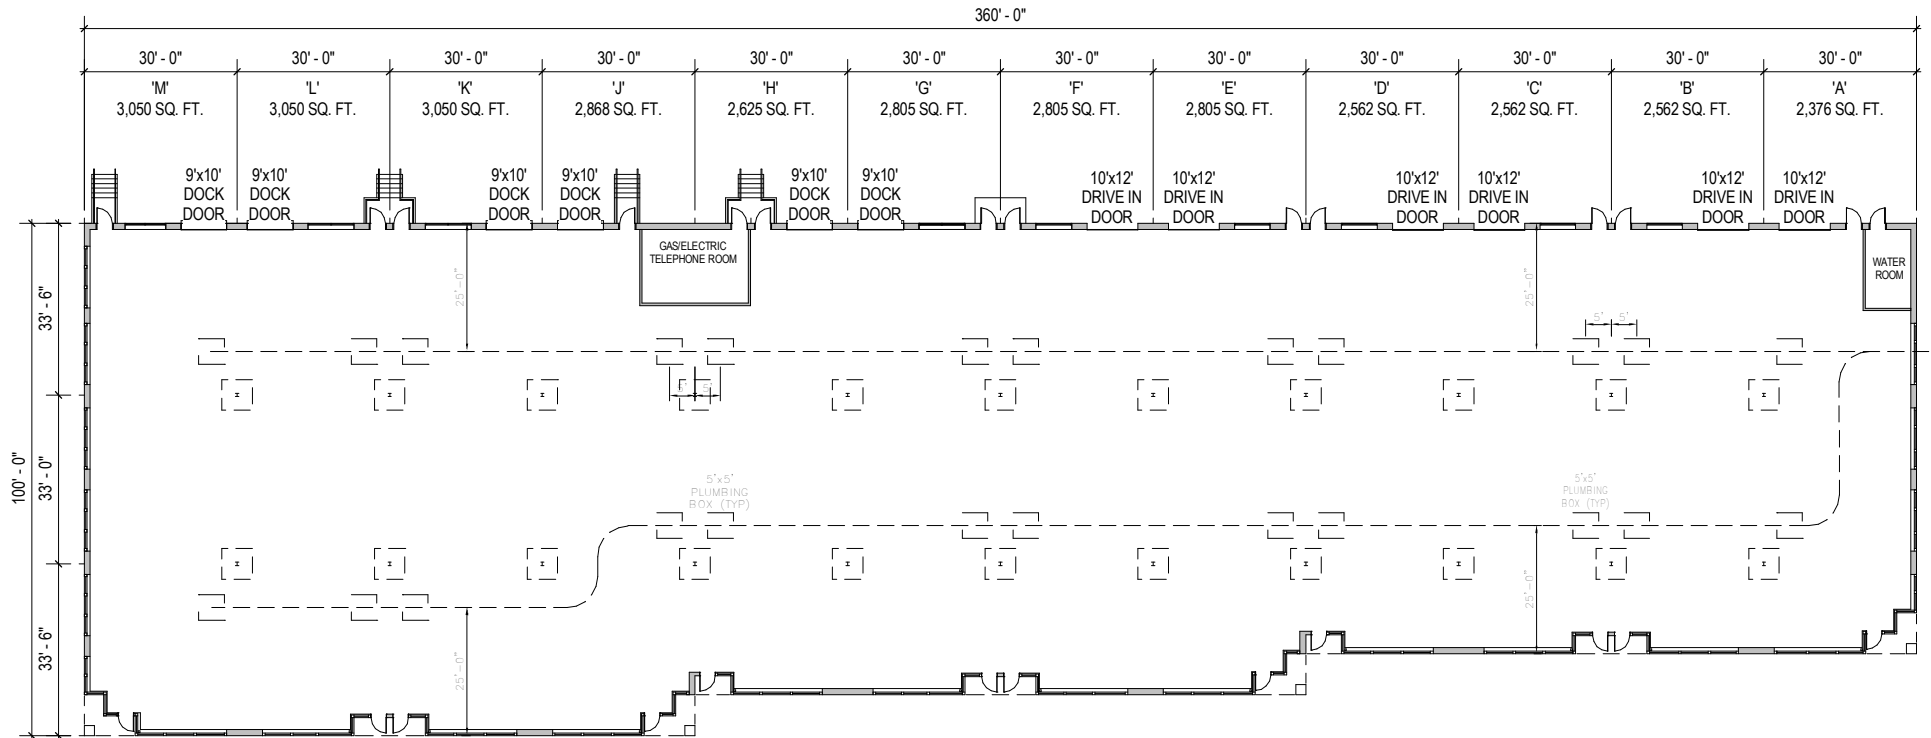 360' - 0"
30' - 0" 30' - 0" 30' - 0" 30' - 0" 30' - 0" 30' - 0" 30' - 0" 30' - 0" 30' - 0" 30' - 0" 30' - 0" 30' - 0"
'M' 'L' 'K' 'J' 'H' 'G' 'F' 'E' 'D' 'C' 'B' 'A'
3,050 SQ. FT. 3,050 SQ. FT. 3,050 SQ. FT. 2,868 SQ. FT. 2,625 SQ. FT. 2,805 SQ. FT. 2,805 SQ. FT. 2,805 SQ. FT. 2,562 SQ. FT. 2,562 SQ. FT. 2,562 SQ. FT. 2,376 SQ. FT.
9'x10' 9'x10' 9'x10' 9'x10' 9'x10' 9'x10' 10'x12' 10'x12' 10'x12' 10'x12' 10'x12' 10'x12'
DOCK DOCK DOCK DOCK DOCK DOCK DRIVE IN DRIVE IN DRIVE IN DRIVE IN DRIVE IN DRIVE IN
DOOR DOOR DOOR DOOR DOOR DOOR DOOR DOOR DOOR DOOR DOOR DOOR
GAS/ELECTRIC
TELEPHONE ROOM
WATER
ROOM
25'-0" 25'-0"
33' - 6"
5' 5'
5' 5'
100' - 0"
33' - 0"
5'x5' 5'x5'
PLUMBING PLUMBING
BOX (TYP) BOX (TYP)
25'-0"
33' - 6"
25'-0"